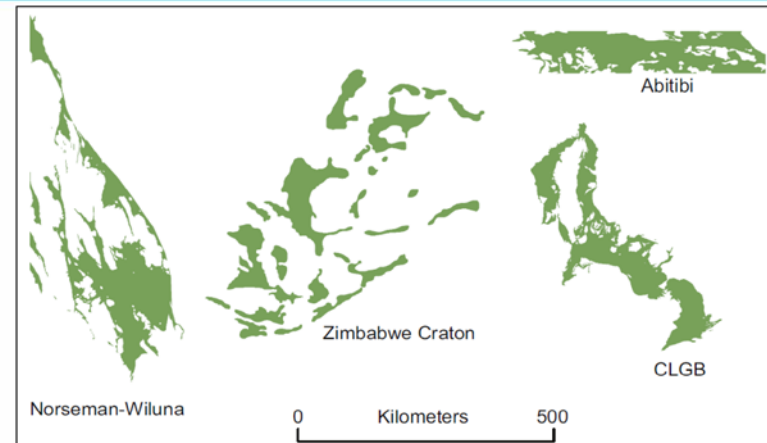 Abitibi
Zimbabwe Craton
CLGB
Norseman-Wiluna
0 Kilometers 500